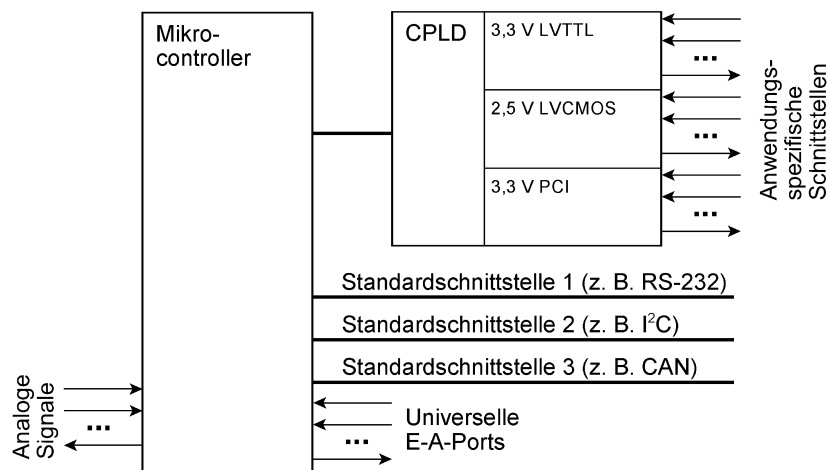 Mikro-
controller
CPLD
3,3 V LVTTL
2,5 V LVCMOS
3,3 V PCI
...
...
...
Anwendungs-
spezifische
Schnittstellen
Standardschnittstelle 1 (z. B. RS-232)
Standardschnittstelle 2 (z. B. I²C)
Standardschnittstelle 3 (z. B. CAN)
Analoge
Signale
...
...
Universelle
E-A-Ports